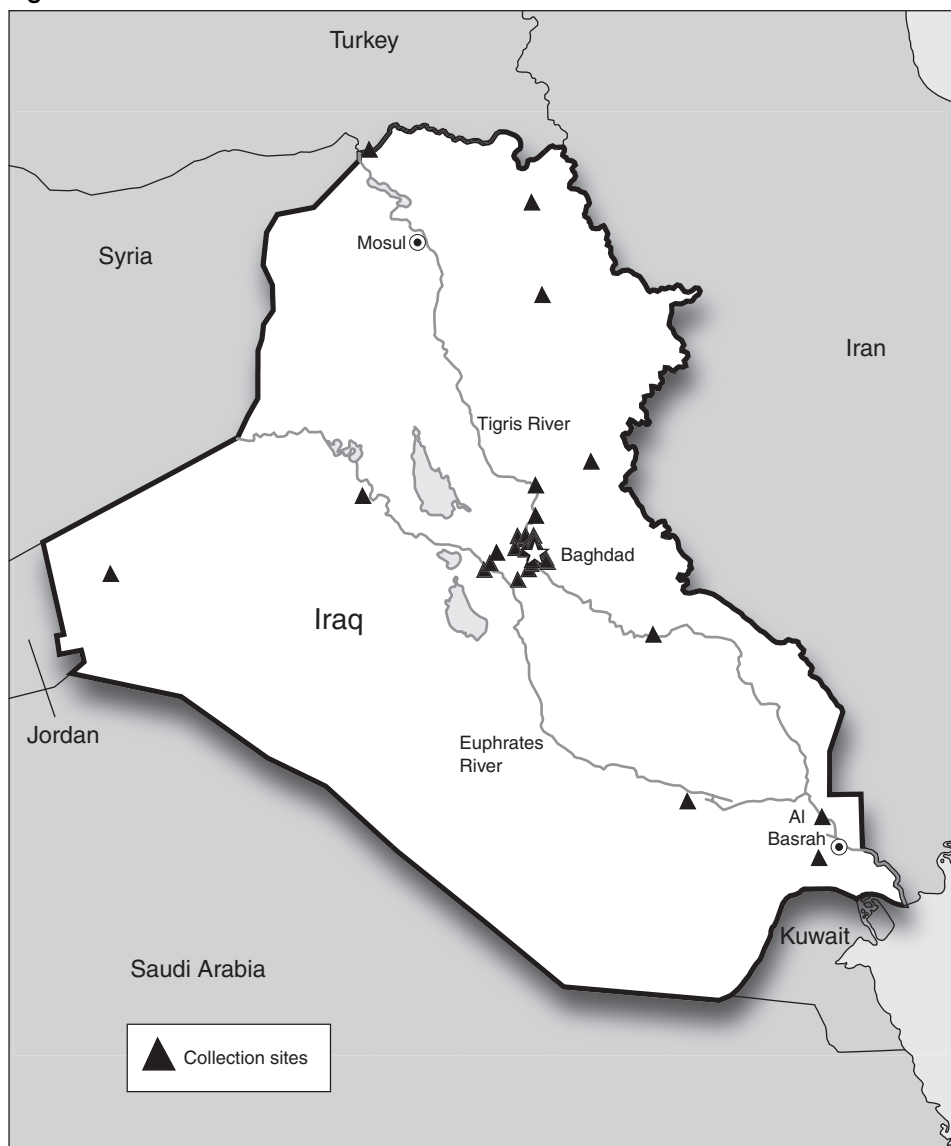 Turkey
Syria
Mosul
Iran
Tigris River
Baghdad
Iraq
Jordan
Euphrates
River
Al
Basrah
Kuwait
Saudi Arabia
Collection sites